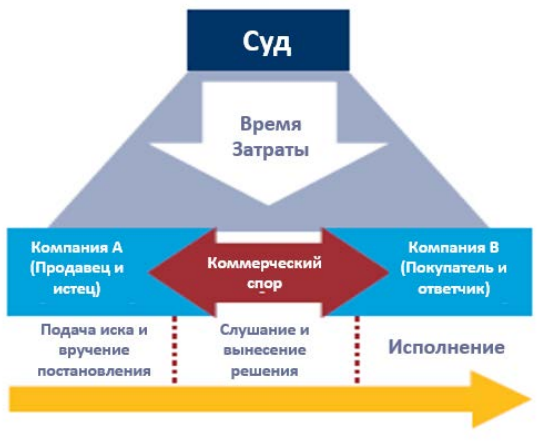 Суд
Время
Затраты
Компания А
(Продавец и
истец)
Коммерческий
спор
Компания В
(Покупатель и
ответчик)
Подача иска и
вручение
постановления
Слушание и
вынесение
решения
Исполнение